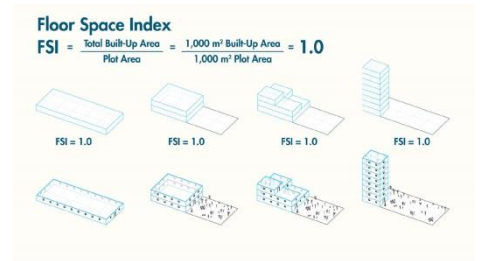 Floor Space Index
FSI = Total Built-Up Area / Plot Area = 1,000 m² Built-Up Area / 1,000 m² Plot Area = 1.0
FSI = 1.0 FSI = 1.0 FSI = 1.0 FSI = 1.0